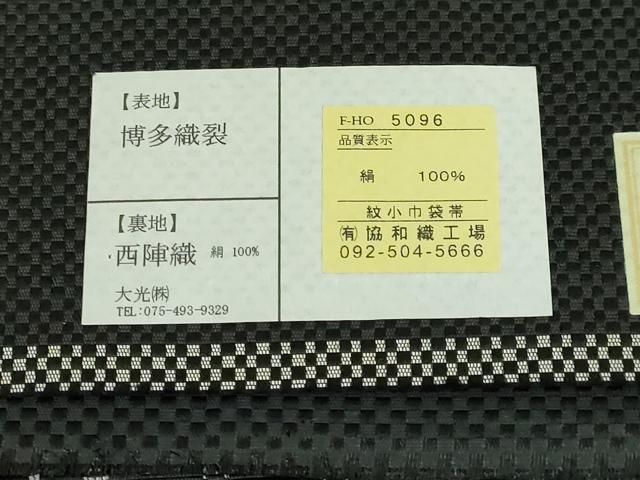 【表地】
博多織裂
【裏地】
西陣織 絹 100%
大光㈱
TEL:075-493-9329
F-HO 5096
品質表示
絹 100%
紋小巾袋帯
㈲協和織工場
092-504-5666